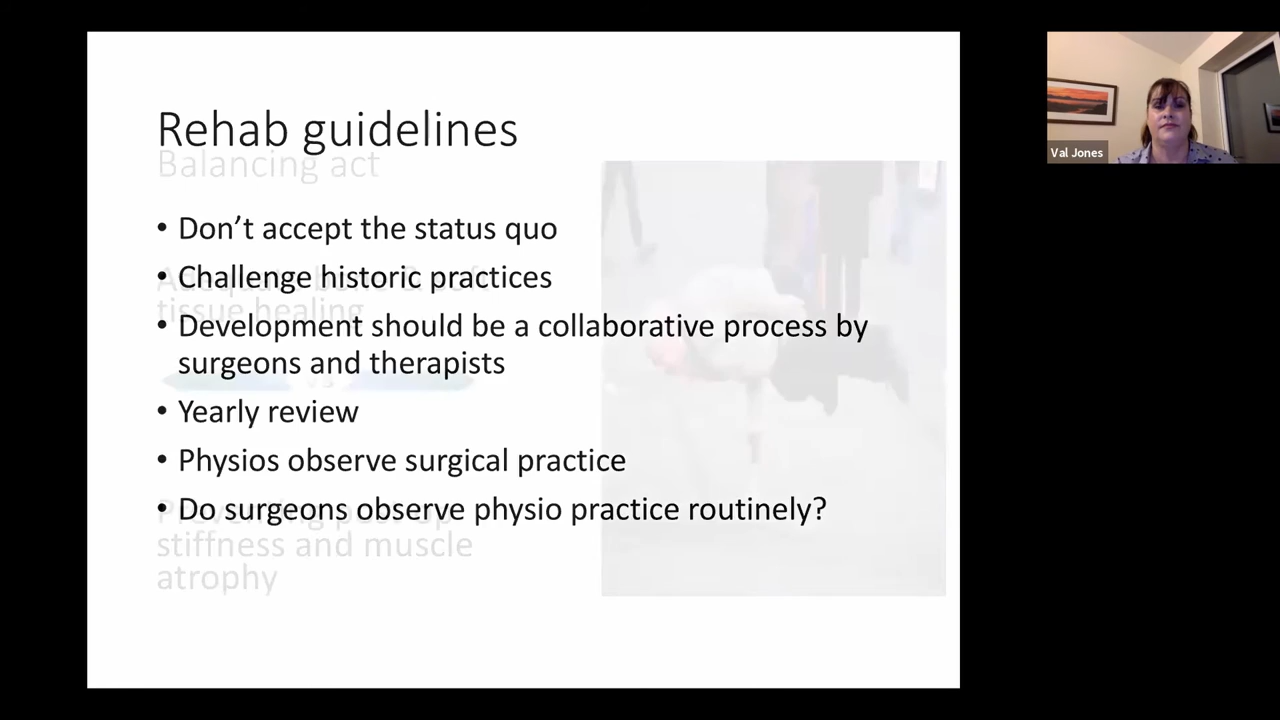 Rehab guidelines
Balancing act
• Don’t accept the status quo
• Challenge historic practices
tissue healing
• Development should be a collaborative process by
surgeons and therapists
• Yearly review
• Physios observe surgical practice
• Do surgeons observe physio practice routinely?
stiffness and muscle
atrophy
Val Jones